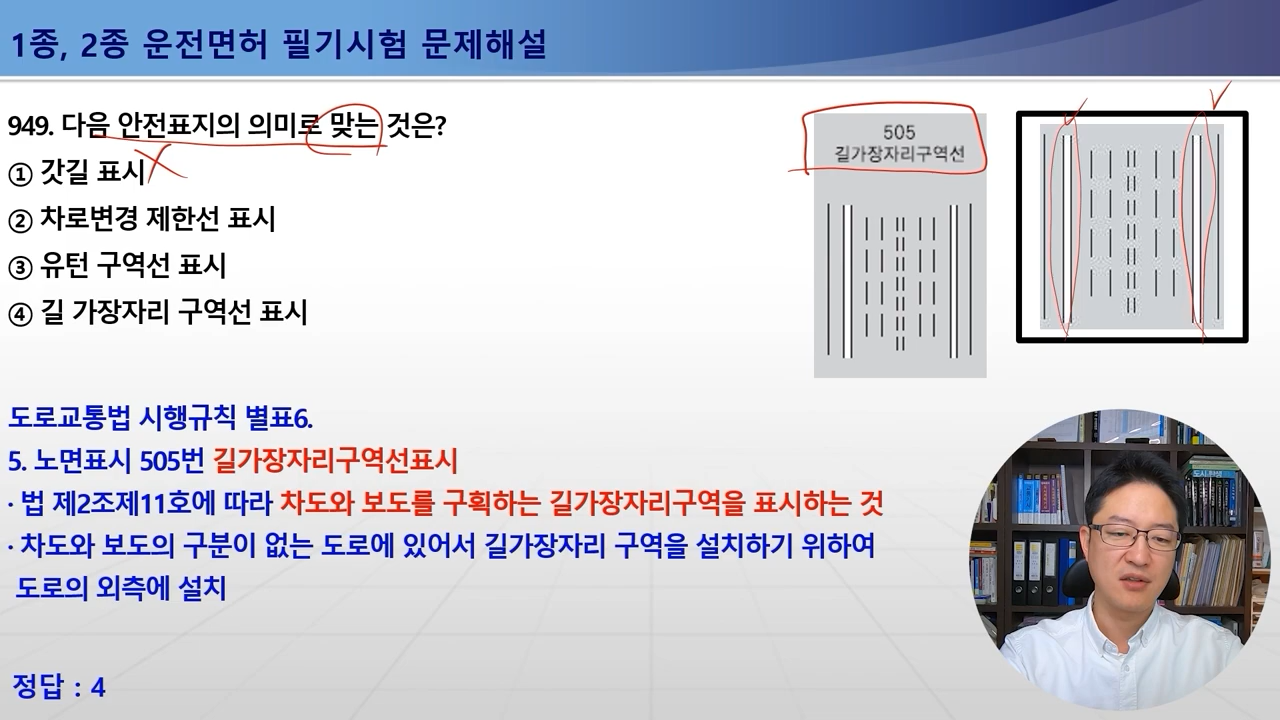 1종, 2종 운전면허 필기시험 문제해설
949. 다음 안전표지의 의미로 맞는 것은?
① 갓길 표시
② 차로변경 제한선 표시
③ 유턴 구역선 표시
④ 길 가장자리 구역선 표시
505
길가장자리구역선
도로교통법 시행규칙 별표6.
5. 노면표시 505번 길가장자리구역선표시
· 법 제2조제11호에 따라 차도와 보도를 구획하는 길가장자리구역을 표시하는 것
· 차도와 보도의 구분이 없는 도로에 있어서 길가장자리 구역을 설치하기 위하여
도로의 외측에 설치
정답 : 4